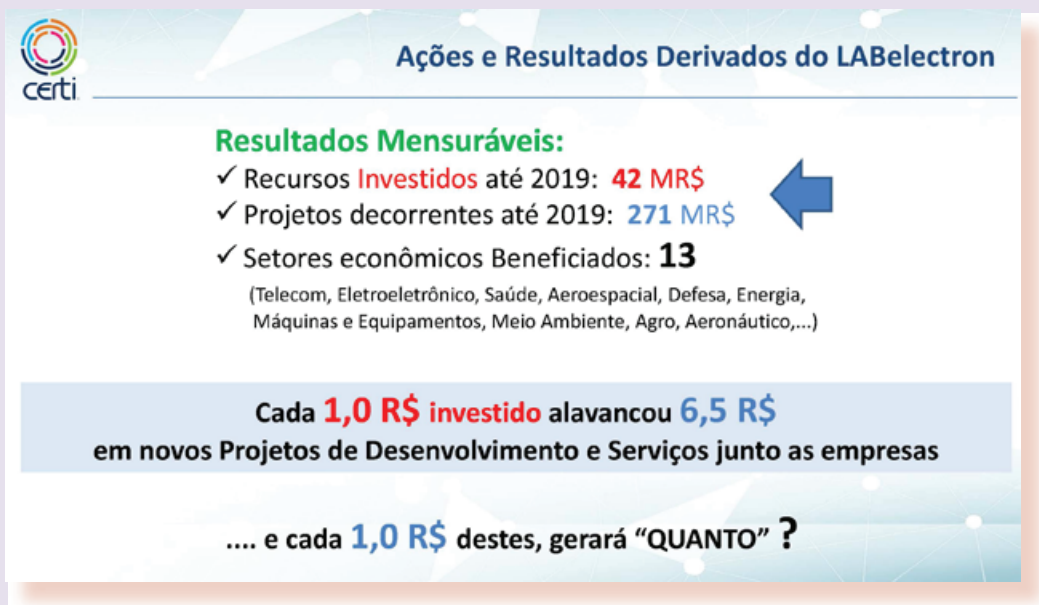 certi
Ações e Resultados Derivados do LABelectron
Resultados Mensuráveis:
✓ Recursos Investidos até 2019: 42 MR$
✓ Projetos decorrentes até 2019: 271 MR$
✓ Setores econômicos Beneficiados: 13
(Telecom, Eletroeletrônico, Saúde, Aeroespacial, Defesa, Energia,
Máquinas e Equipamentos, Meio Ambiente, Agro, Aeronáutico,...)
Cada 1,0 R$ investido alavancou 6,5 R$
em novos Projetos de Desenvolvimento e Serviços junto as empresas
.... e cada 1,0 R$ destes, gerará “QUANTO” ?